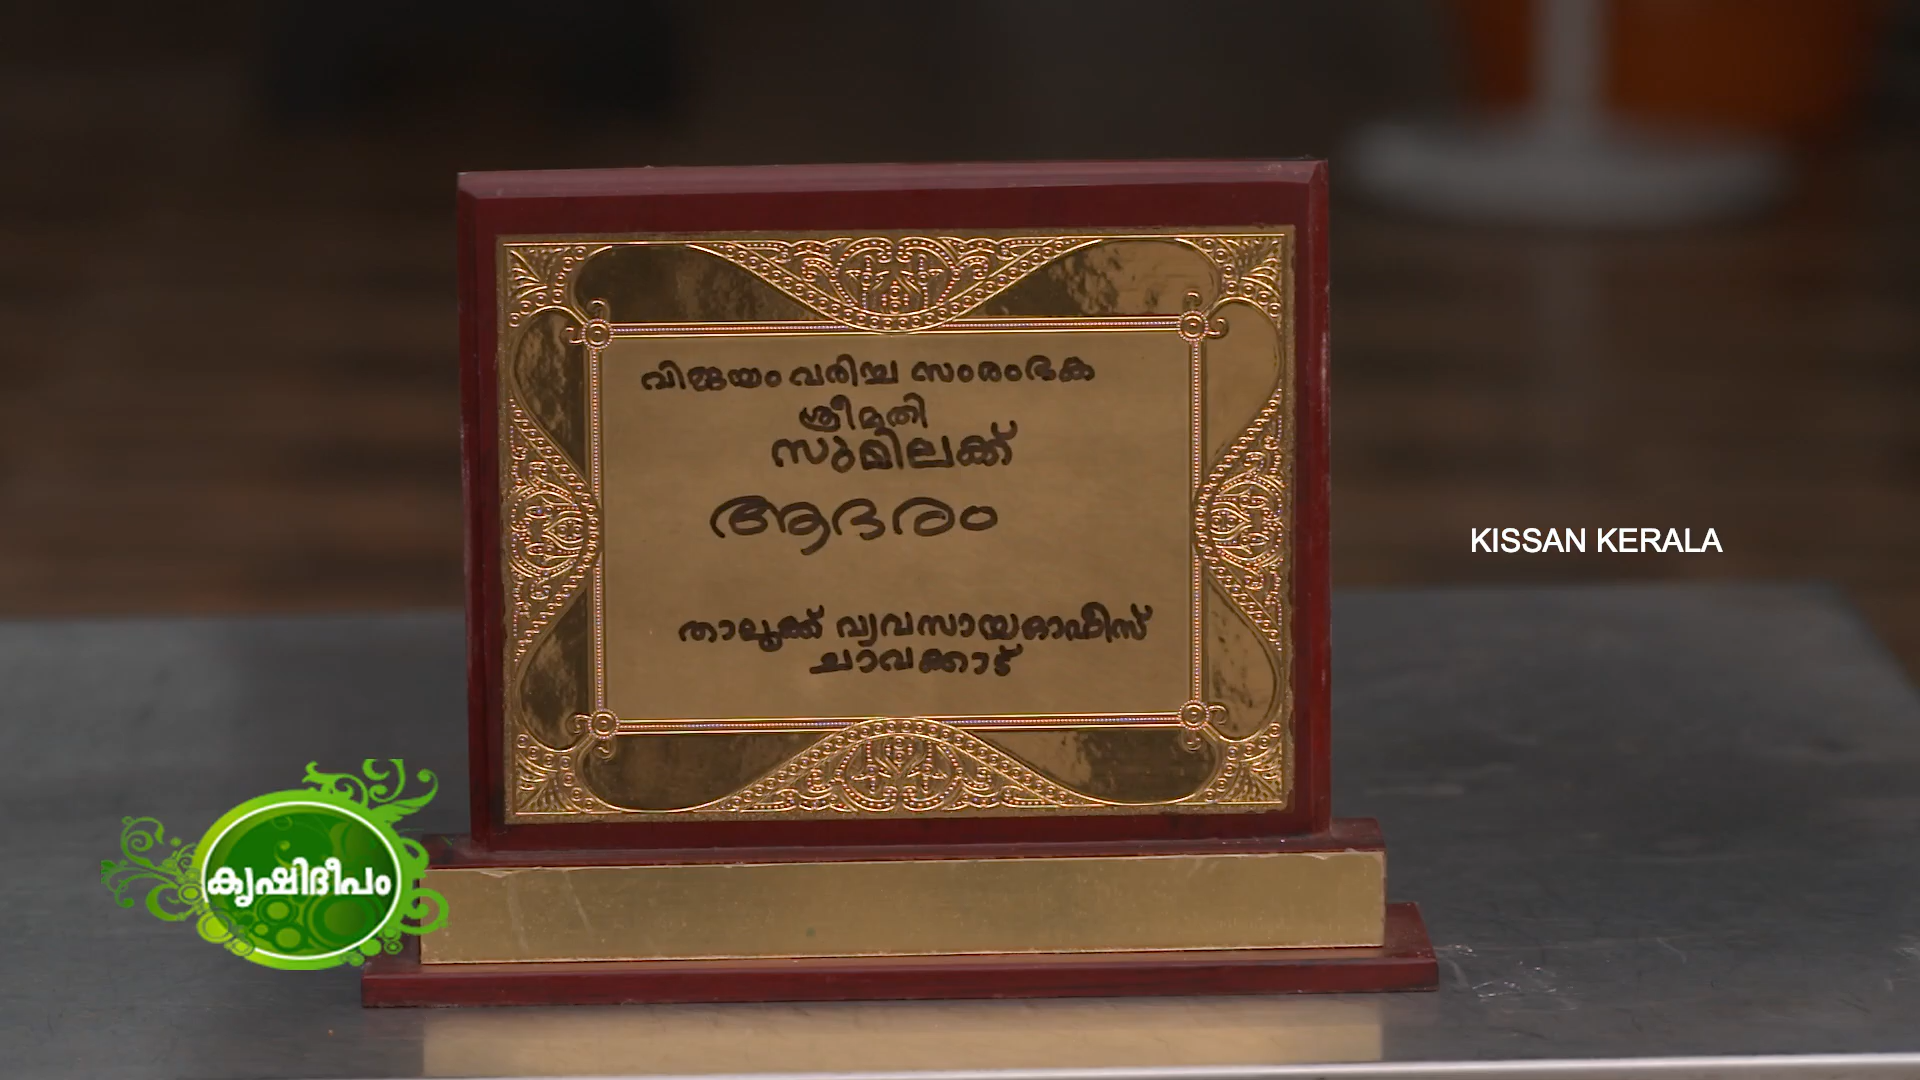 വിജയം വരിച്ച സംരംഭക
ശ്രീമതി
സുമിലക്ക്
ആദരം
താലൂക്ക് വ്യവസായഓഫീസ്
ചാവക്കാട്
KISSAN KERALA
കൃഷിദീപം